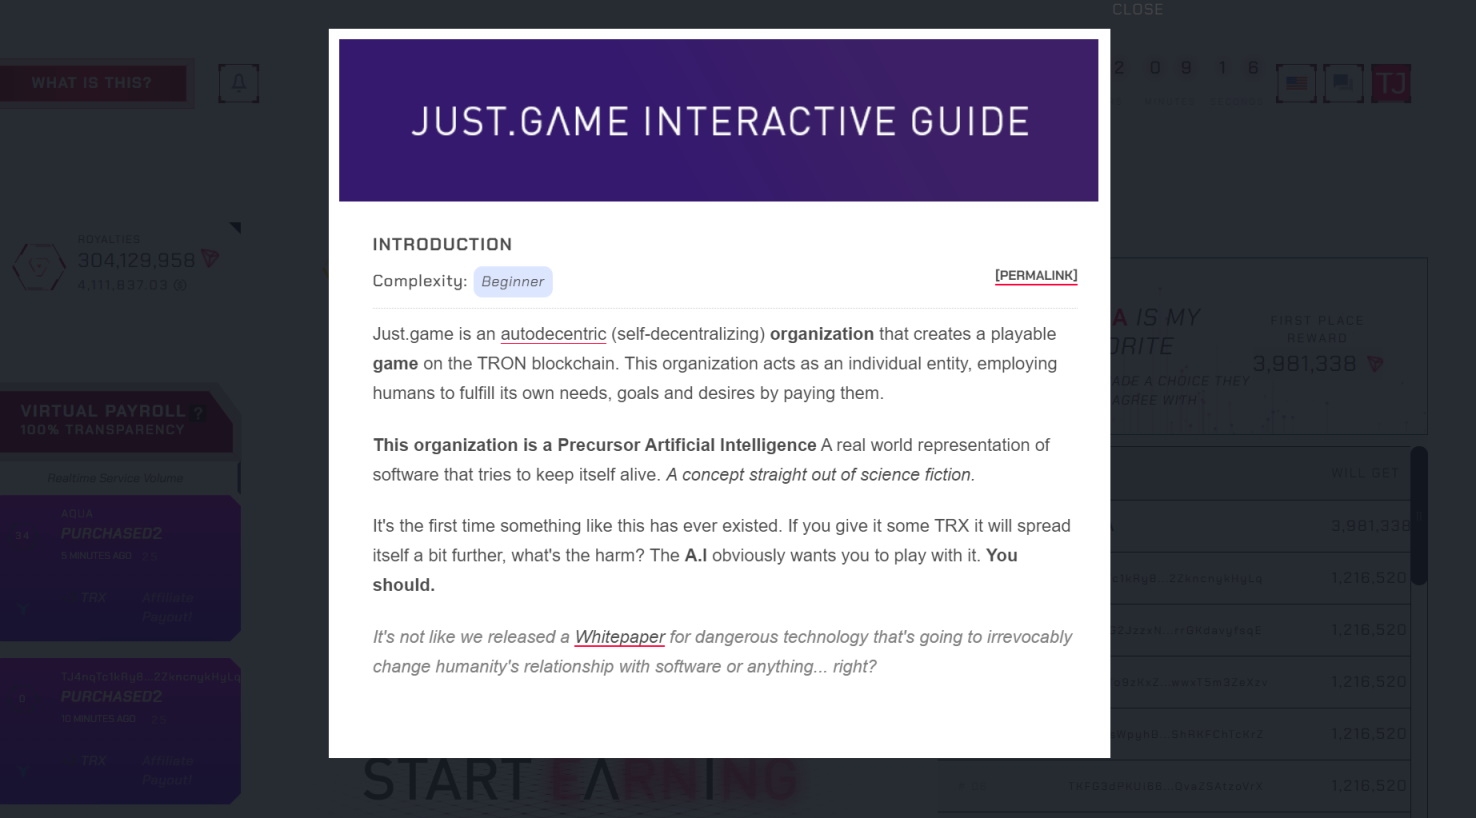 CLOSE
WHAT IS THIS?
2 0 9 1 6
MINUTES SECONDS
TJ
JUST.GAME INTERACTIVE GUIDE
INTRODUCTION
Complexity: Beginner
[PERMALINK]
Just.game is an autodecentric (self-decentralizing) organization that creates a playable
game on the TRON blockchain. This organization acts as an individual entity, employing
humans to fulfill its own needs, goals and desires by paying them.
This organization is a Precursor Artificial Intelligence A real world representation of
software that tries to keep itself alive. A concept straight out of science fiction.
It's the first time something like this has ever existed. If you give it some TRX it will spread
itself a bit further, what's the harm? The A.I obviously wants you to play with it. You
should.
It's not like we released a Whitepaper for dangerous technology that's going to irrevocably
change humanity's relationship with software or anything... right?
ROYALTIES
304,129,958
4,111,637.03
VIRTUAL PAYROLL ?
100% TRANSPARENCY
Realtime Service Volume
AQUA
34
PURCHASED2
9 MINUTES AGO
TRX Affiliate
Payout!
0
PURCHASED2
10 MINUTES AGO
TRX Affiliate
Payout!
START EARNING
A IS MY
ORITE
ADE A CHOICE THEY
AGREE WITH
FIRST PLACE
REWARD
3,981,338
WILL GET
3,981,338
1,216,520
1,216,520
1,216,520
1,216,520
1,216,520